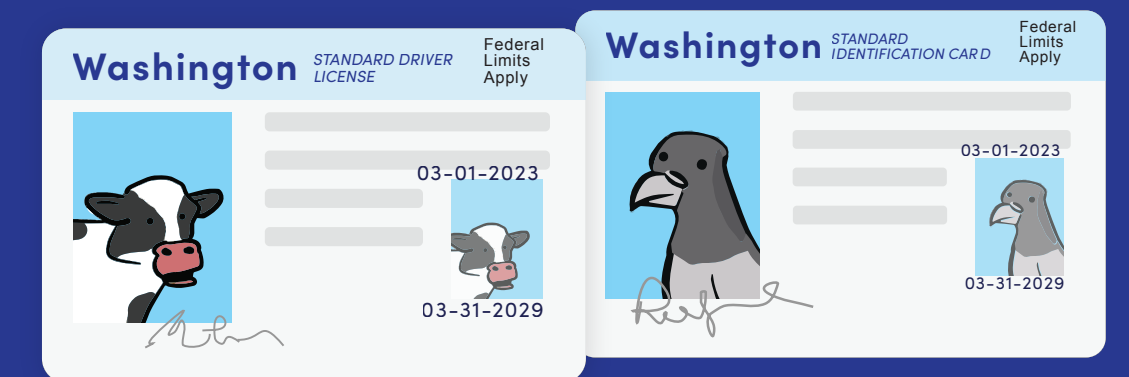 Washington
STANDARD DRIVER
LICENSE
Federal
Limits
Apply
03-01-2023
03-31-2029
Washington
STANDARD
IDENTIFICATION CARD
Federal
Limits
Apply
03-01-2023
03-31-2029